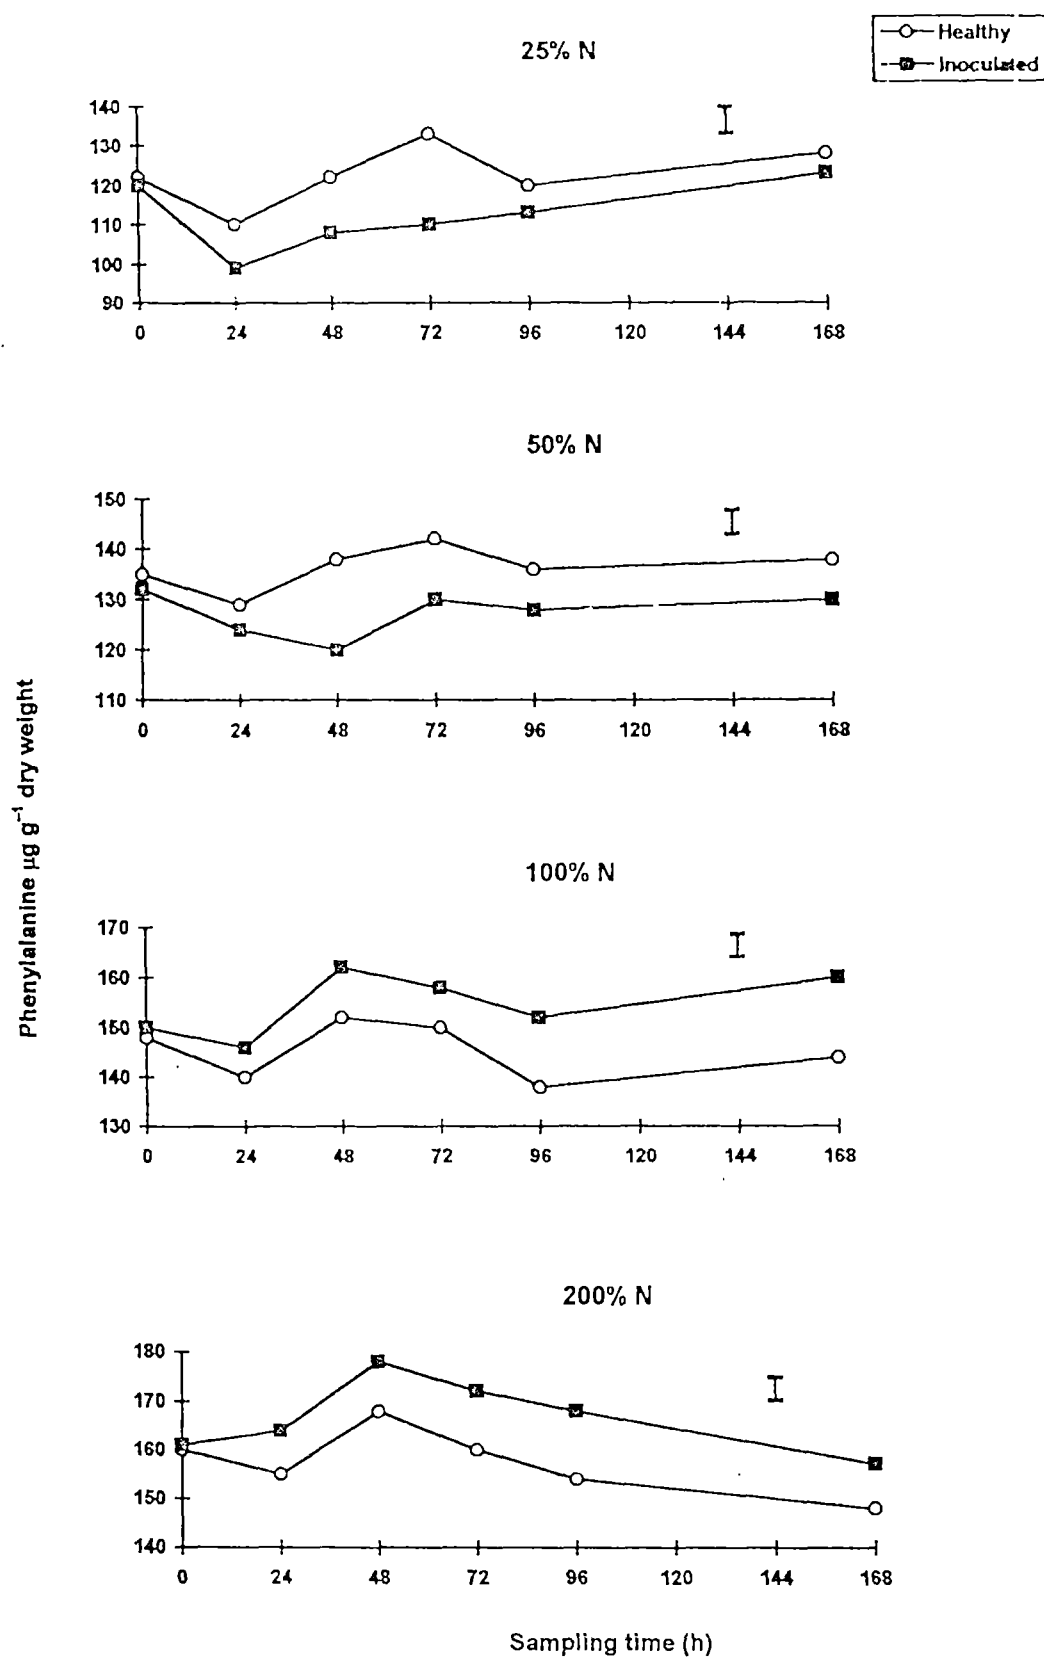 25% N
Healthy
Inoculated
140
130
120
110
100
90
0 24 48 72 96 120 144 168
50% N
150
140
130
120
110
0 24 48 72 96 120 144 168
Phenylalanine µg g⁻¹ dry weight
100% N
170
160
150
140
130
0 24 48 72 96 120 144 168
200% N
180
170
160
150
140
0 24 48 72 96 120 144 168
Sampling time (h)